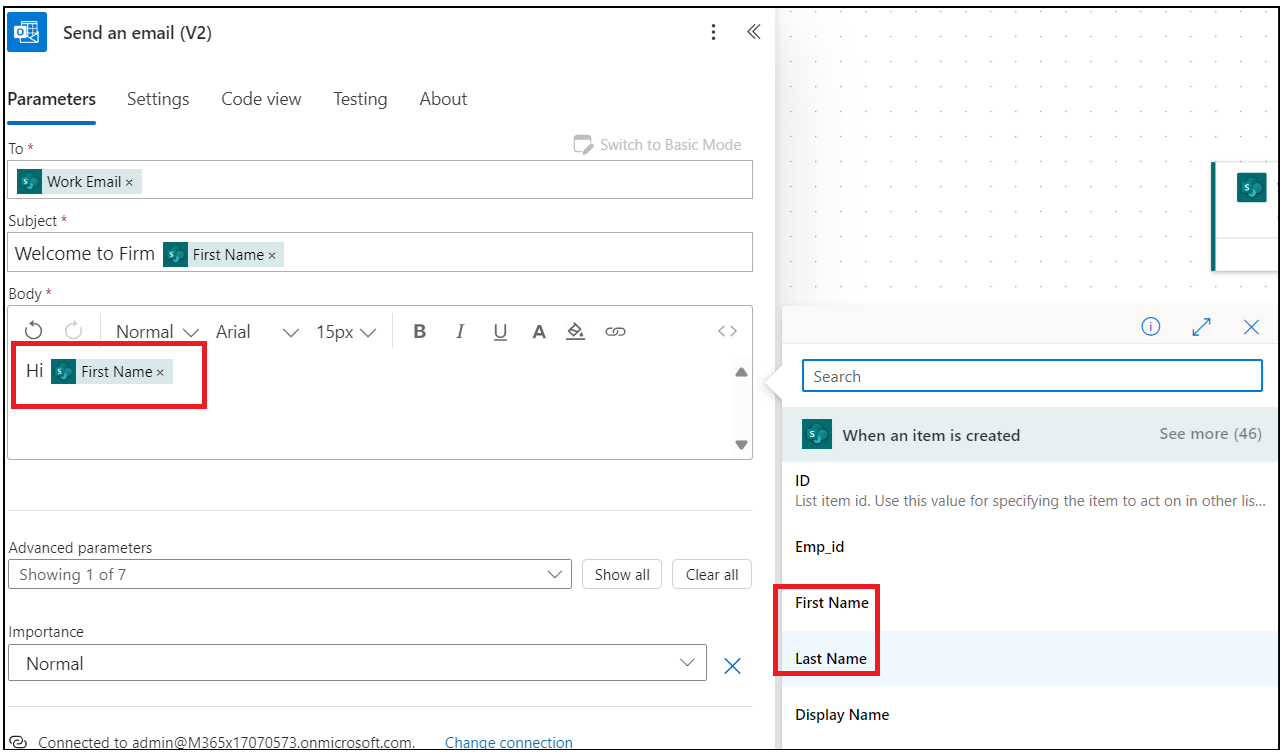 Send an email (V2)
Parameters Settings Code view Testing About
To *
Switch to Basic Mode
Work Email ×
Subject *
Welcome to Firm First Name ×
Body *
Normal Arial 15px B I U A <>
Hi First Name ×
Advanced parameters
Showing 1 of 7 Show all Clear all
Importance
Normal
Connected to admin@M365x17070573.onmicrosoft.com. Change connection
Search
When an item is created See more (46)
ID
List item id. Use this value for specifying the item to act on in other lis...
Emp_id
First Name
Last Name
Display Name